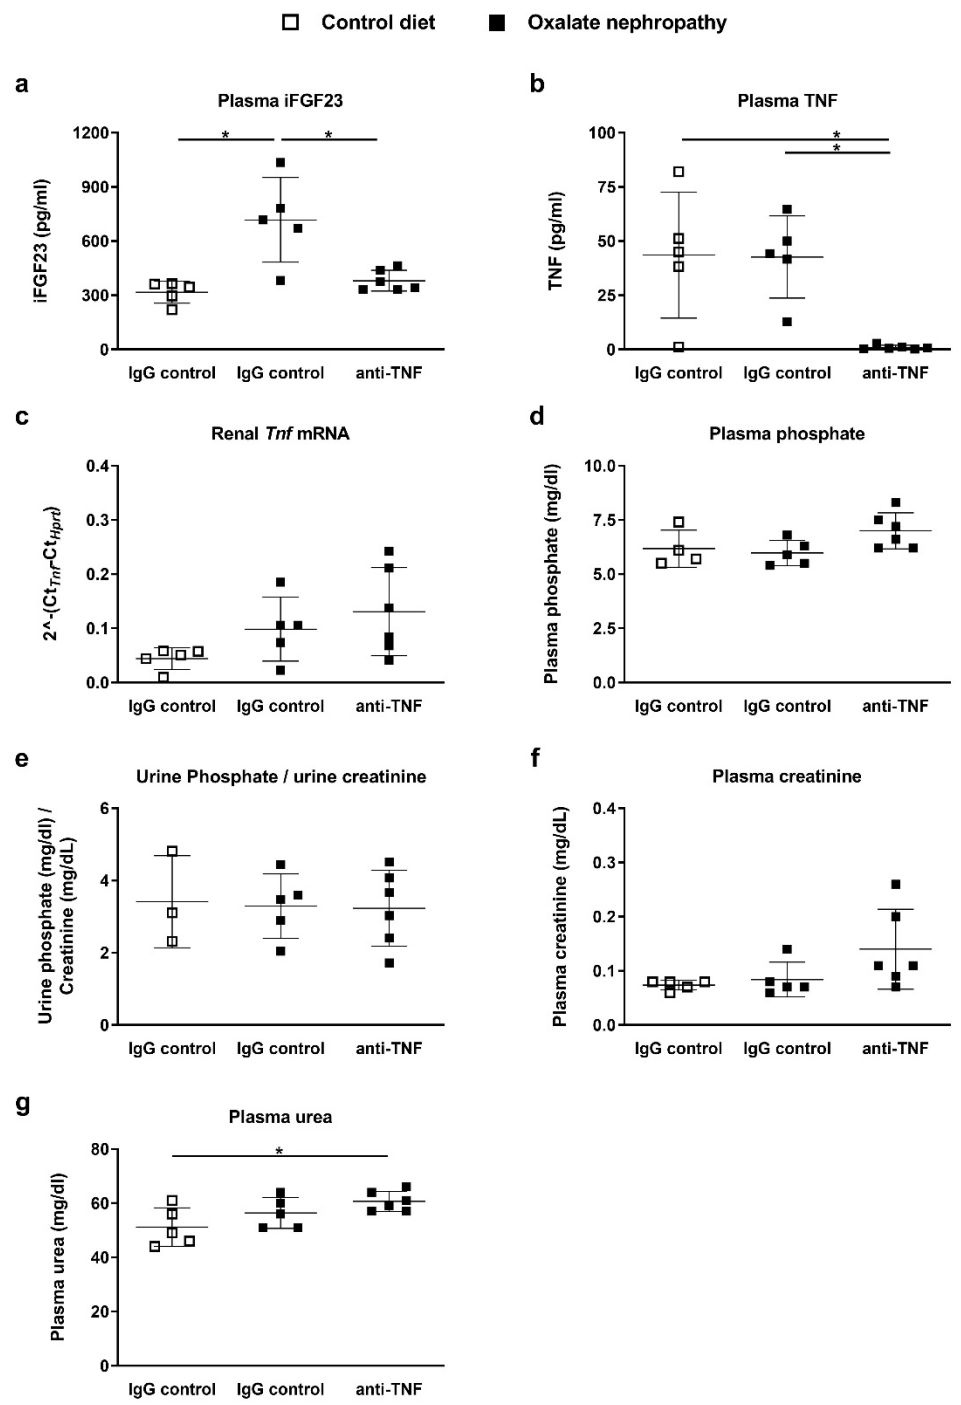 Control diet Oxalate nephropathy
a
Plasma iFGF23
iFGF23 (pg/ml)
1200
900
600
300
0
* *
IgG control IgG control anti-TNF
b
Plasma TNF
TNF (pg/ml)
100
75
50
25
0
*
*
IgG control IgG control anti-TNF
c
Renal Tnf mRNA
2^-(CtTnf-CtHprt)
0.4
0.3
0.2
0.1
0.0
IgG control IgG control anti-TNF
d
Plasma phosphate
Plasma phosphate (mg/dl)
10.0
7.5
5.0
2.5
0.0
IgG control IgG control anti-TNF
e
Urine Phosphate / urine creatinine
Urine phosphate (mg/dl) /
Creatinine (mg/dL)
6
4
2
0
IgG control IgG control anti-TNF
f
Plasma creatinine
Plasma creatinine (mg/dL)
0.4
0.3
0.2
0.1
0.0
IgG control IgG control anti-TNF
g
Plasma urea
Plasma urea (mg/dl)
80
60
40
20
0
*
IgG control IgG control anti-TNF